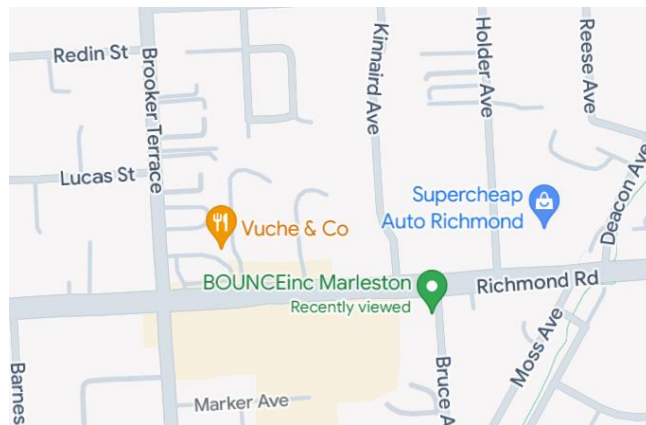 Redin St
Brooker Terrace
Kinnaird Ave
Holder Ave
Reese Ave
Lucas St
Deacon Ave
Supercheap
Auto Richmond
Vuche & Co
BOUNCEinc Marleston
Recently viewed
Richmond Rd
Moss Ave
Barnes
Bruce A
Marker Ave